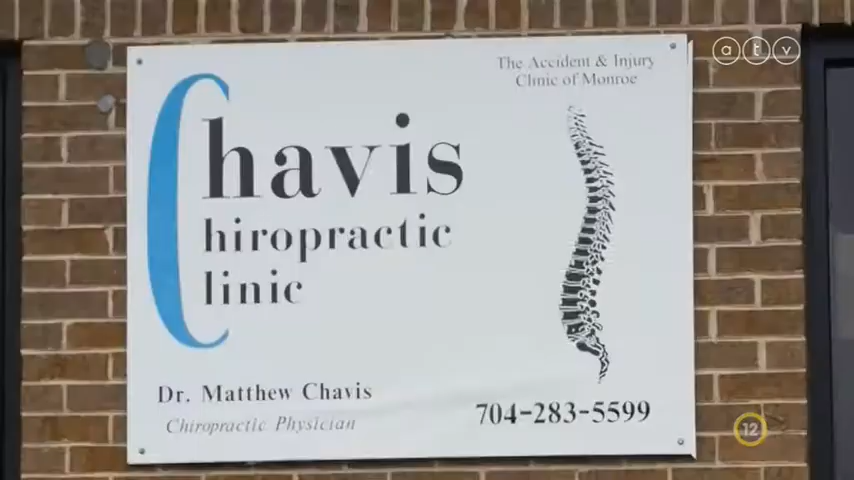 The Accident & Injury
Clinic of Monroe
Chavis
hiropractic
linic
Dr. Matthew Chavis
Chiropractic Physician
704-283-5599
atv
12